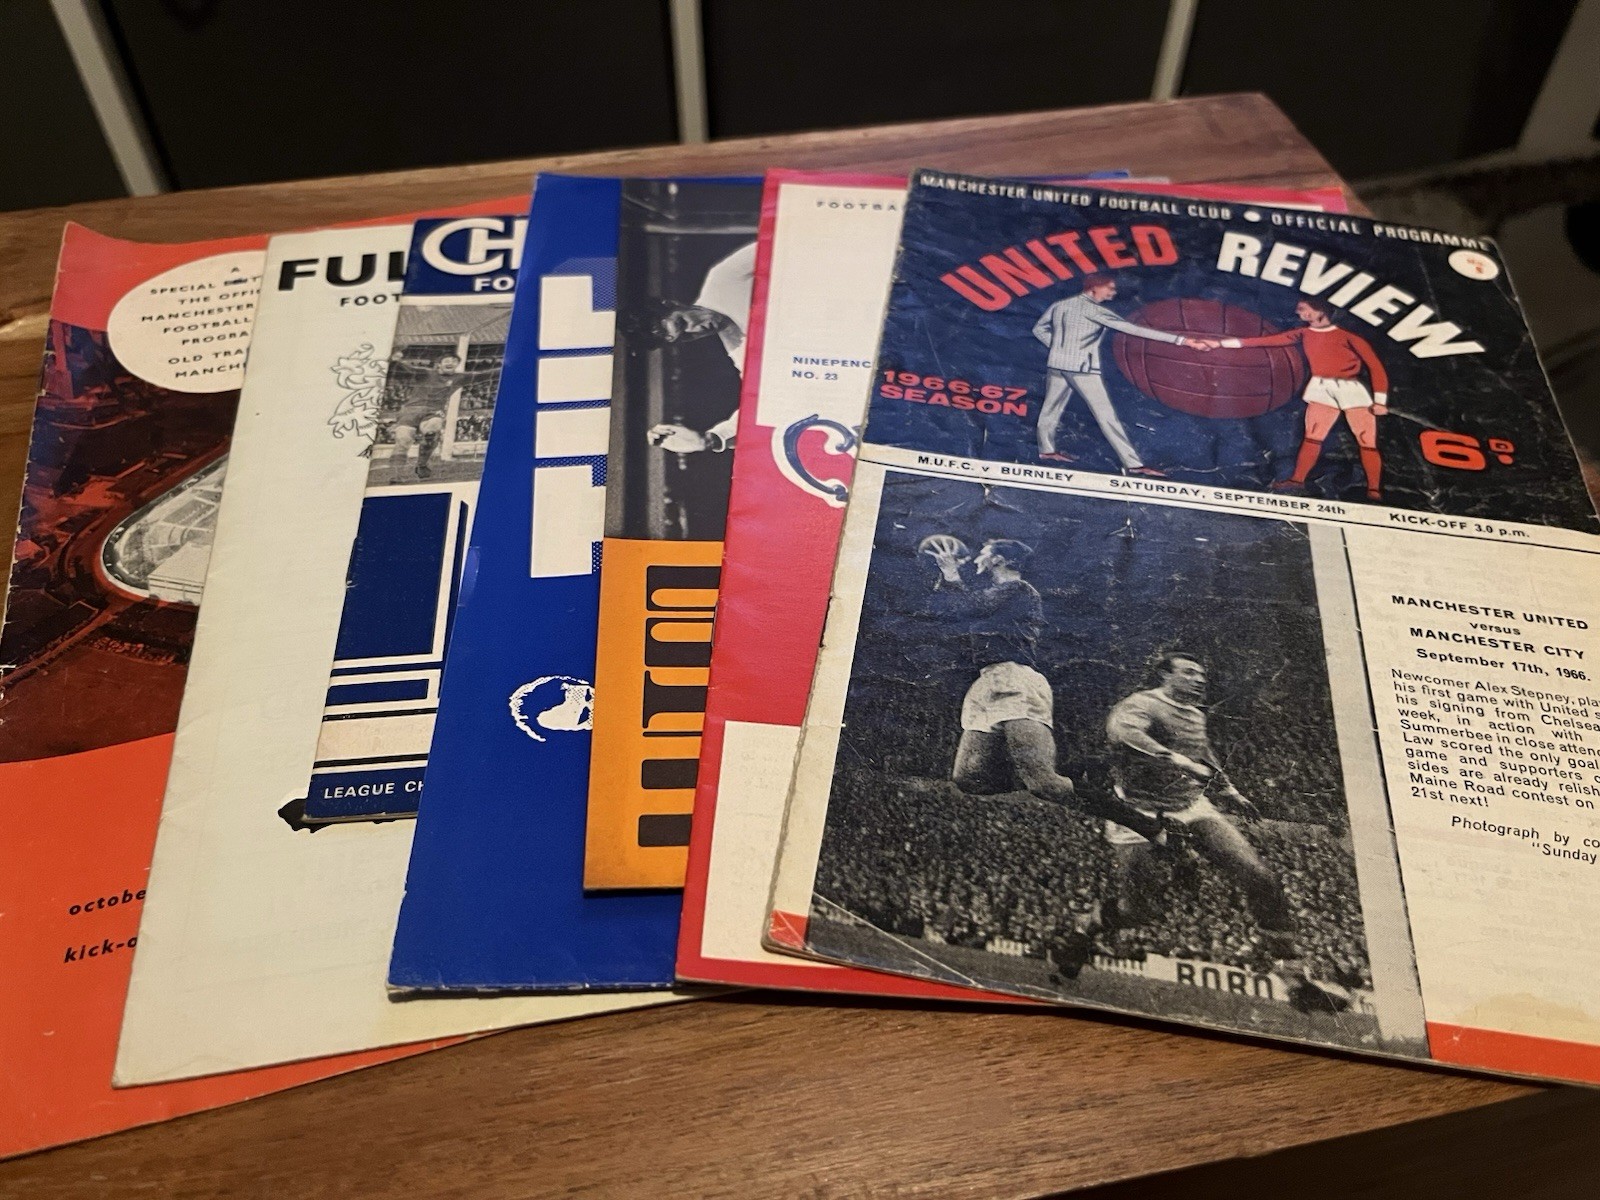 A
SPECIAL
THE OFFI
MANCHESTER
FOOTBALL
PROGRA
OLD TRA
MANCHE
octobe
kick-o
FUL
FOOT
CH
FO
LEAGUE CH
FOOTBA
NINEPENC
NO. 23
C
MANCHESTER UNITED FOOTBALL CLUB ● OFFICIAL PROGRAMME
UNITED REVIEW
1966-67
SEASON
6D.
M.U.F.C. v BURNLEY SATURDAY, SEPTEMBER 24th KICK-OFF 3.0 p.m.
MANCHESTER UNITED
versus
MANCHESTER CITY
September 17th, 1966.
Newcomer Alex Stepney, pla
his first game with United s
his signing from Chelsea
week, in action with
Summerbee in close atten
Law scored the only goal
game and supporters o
sides are already relish
Maine Road contest on
21st next!
Photograph by co
"Sunday